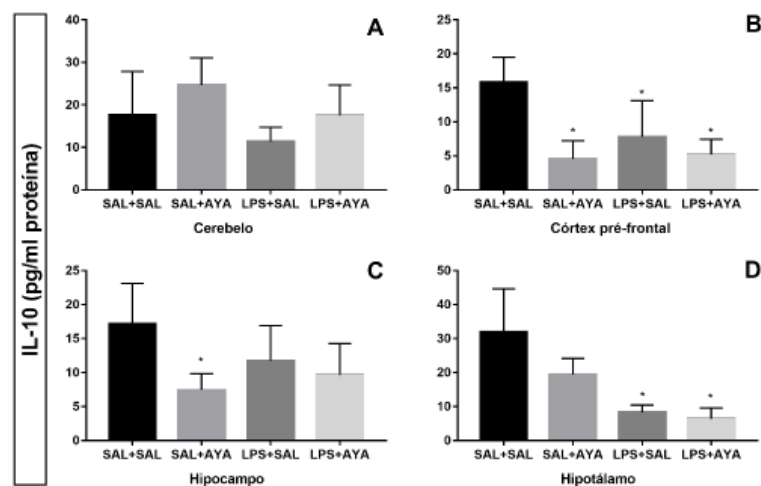 IL-10 (pg/ml proteína)
A
40
30
20
10
0
SAL+SAL SAL+AYA LPS+SAL LPS+AYA
Cerebelo
B
20
15
10
5
0
* * *
SAL+SAL SAL+AYA LPS+SAL LPS+AYA
Córtex pré-frontal
C
25
20
15
10
5
0
*
SAL+SAL SAL+AYA LPS+SAL LPS+AYA
Hipocampo
D
50
40
30
20
10
0
* *
SAL+SAL SAL+AYA LPS+SAL LPS+AYA
Hipotálamo